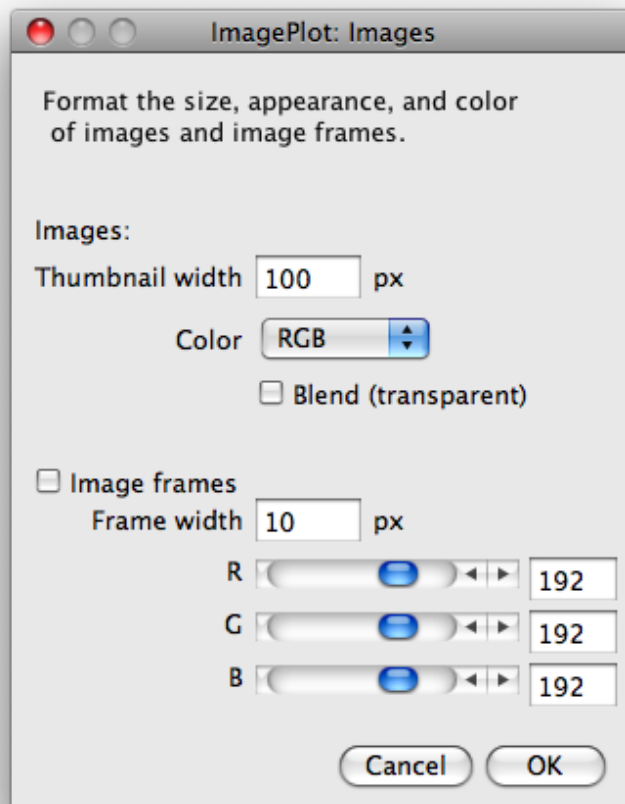 ImagePlot: Images
Format the size, appearance, and color
of images and image frames.
Images:
Thumbnail width 100 px
Color RGB
Blend (transparent)
Image frames
Frame width 10 px
R 192
G 192
B 192
Cancel OK